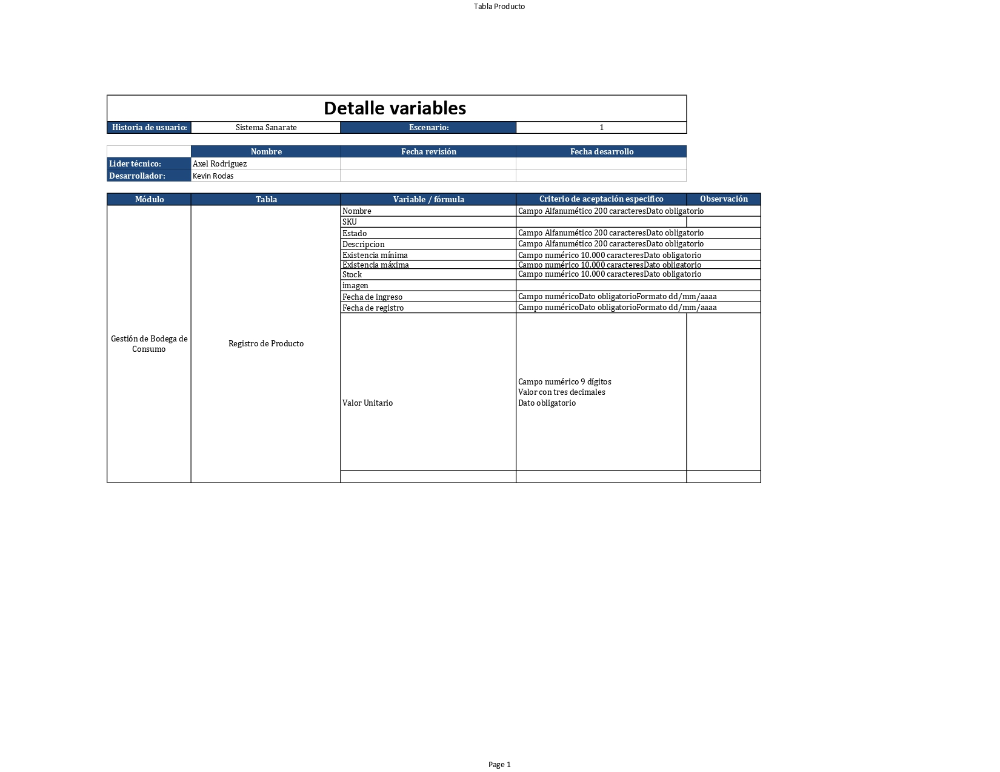 Tabla Producto
Detalle variables
Historia de usuario: Sistema Sanarate Escenario: 1
Nombre Fecha revisión Fecha desarrollo
Lider técnico: Axel Rodriguez
Desarrollador: Kevin Rodas
Módulo Tabla Variable / fórmula Criterio de aceptación especifico Observación
Gestión de Bodega de
Consumo
Registro de Producto
Nombre Campo Alfanumético 200 caracteresDato obligatorio
SKU
Estado Campo Alfanumético 200 caracteresDato obligatorio
Descripcion Campo Alfanumético 200 caracteresDato obligatorio
Existencia mínima Campo numérico 10.000 caracteresDato obligatorio
Existencia máxima Campo numérico 10.000 caracteresDato obligatorio
Stock Campo numérico 10.000 caracteresDato obligatorio
imagen
Fecha de ingreso Campo numéricoDato obligatorioFormato dd/mm/aaaa
Fecha de registro Campo numéricoDato obligatorioFormato dd/mm/aaaa
Valor Unitario
Campo numérico 9 dígitos
Valor con tres decimales
Dato obligatorio
Page 1